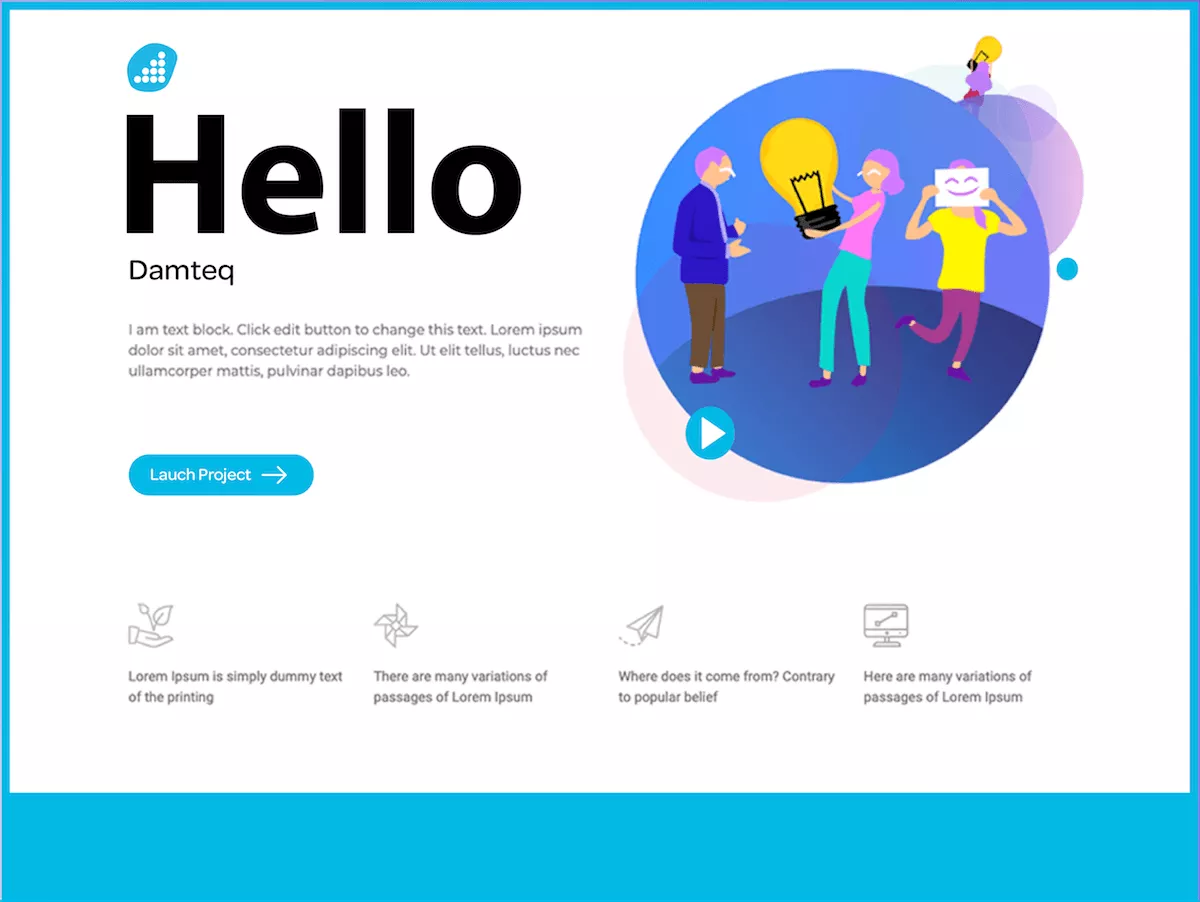 Hello
Damteq
I am text block. Click edit button to change this text. Lorem ipsum
dolor sit amet, consectetur adipiscing elit. Ut elit tellus, luctus nec
ullamcorper mattis, pulvinar dapibus leo.
Lauch Project
Lorem Ipsum is simply dummy text
of the printing
There are many variations of
passages of Lorem Ipsum
Where does it come from? Contrary
to popular belief
Here are many variations of
passages of Lorem Ipsum